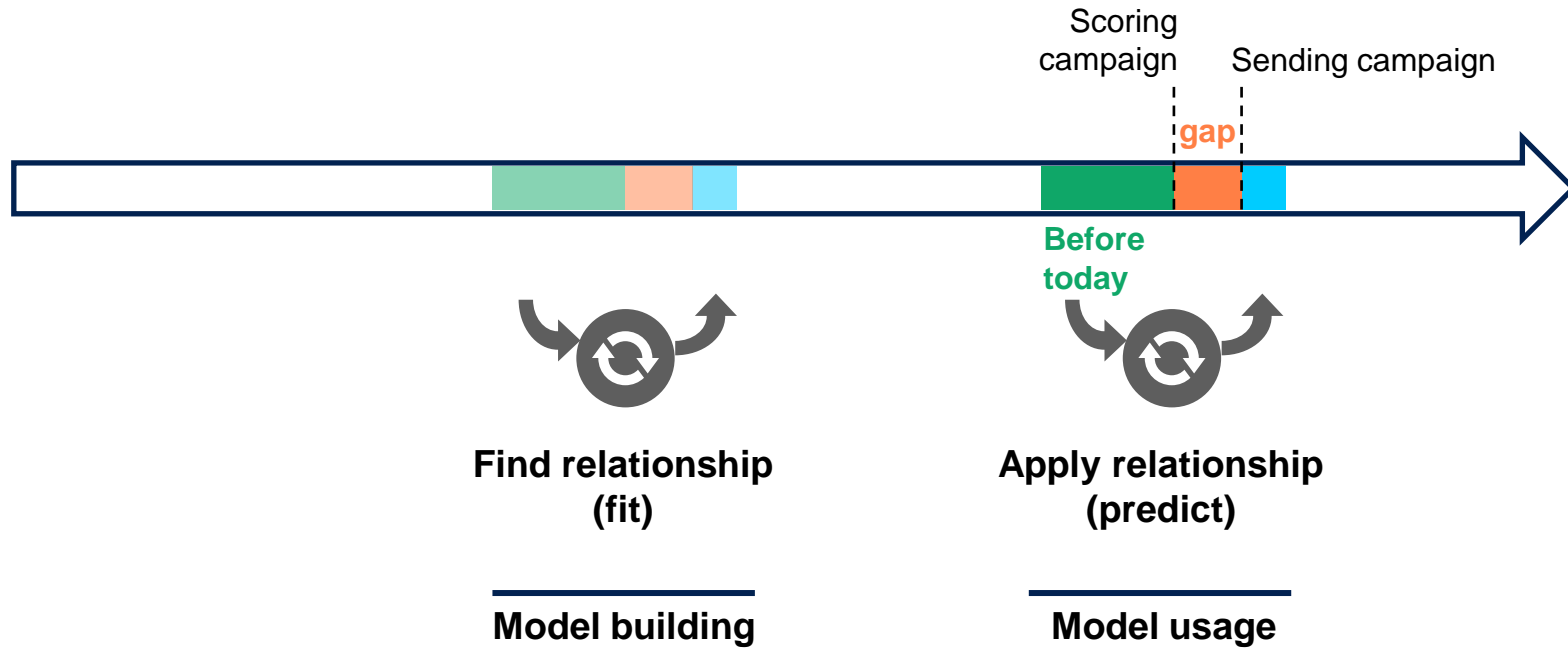 Scoring
campaign
Sending campaign
gap
Before
today
Find relationship
(fit)
Apply relationship
(predict)
Model building
Model usage